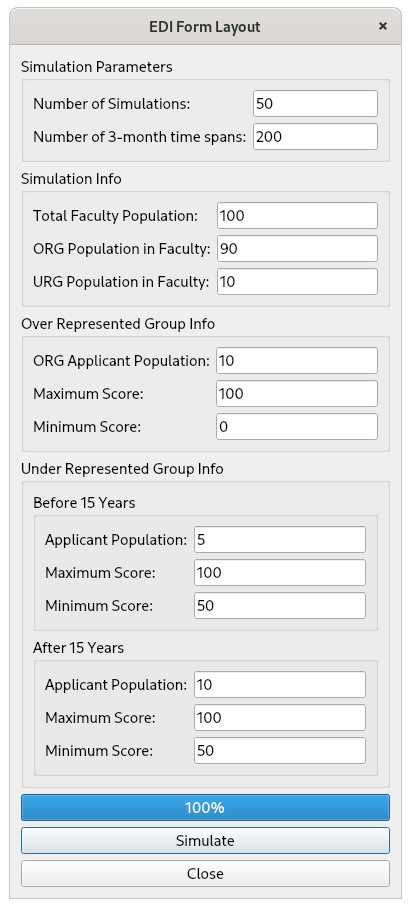 EDI Form Layout ×
Simulation Parameters
Number of Simulations: 50
Number of 3-month time spans: 200
Simulation Info
Total Faculty Population: 100
ORG Population in Faculty: 90
URG Population in Faculty: 10
Over Represented Group Info
ORG Applicant Population: 10
Maximum Score: 100
Minimum Score: 0
Under Represented Group Info
Before 15 Years
Applicant Population: 5
Maximum Score: 100
Minimum Score: 50
After 15 Years
Applicant Population: 10
Maximum Score: 100
Minimum Score: 50
100%
Simulate
Close